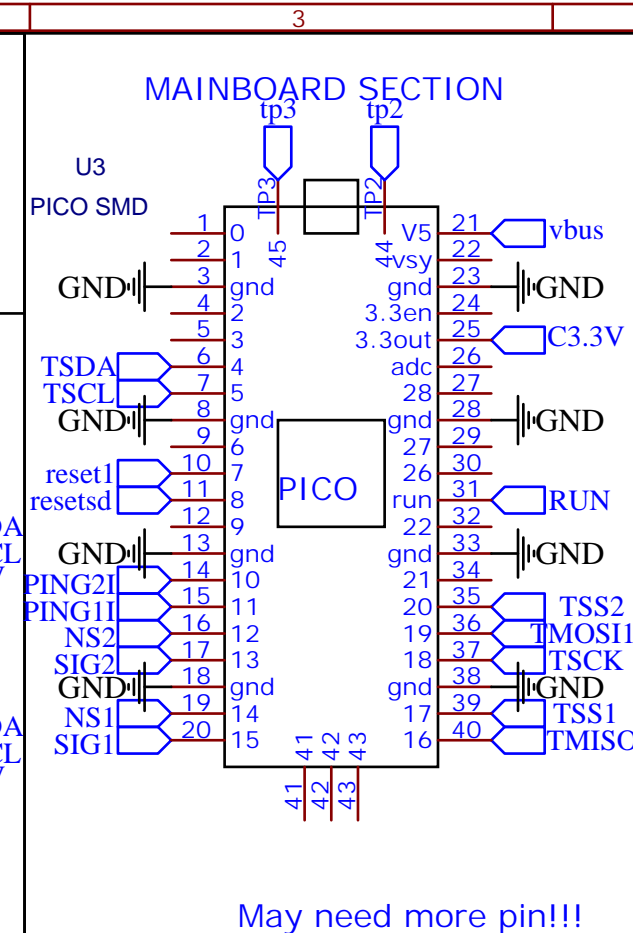 3
MAINBOARD SECTION
tp3 tp2
U3
PICO SMD
TP3 TP2
45 44
1 0 V5 21 vbus
2 1 vsy 22
GND 3 gnd gnd 23 GND
4 2 3.3en 24
5 3 3.3out 25 C3.3V
TSDA 6 4 adc 26
TSCL 7 5 28 27
GND 8 gnd gnd 28 GND
9 6 27 29
reset1 10 7 26 30
PICO
resetsd 11 8 run 31 RUN
12 9 22 32
GND 13 gnd gnd 33 GND
PING2I 14 10 21 34
PING1I 15 11 20 35 TSS2
NS2 16 12 19 36 TMOSI1
SIG2 17 13 18 37 TSCK
GND 18 gnd gnd 38 GND
NS1 19 14 17 39 TSS1
SIG1 20 15 16 40 TMISO
41 42 43
41 42 43
May need more pin!!!